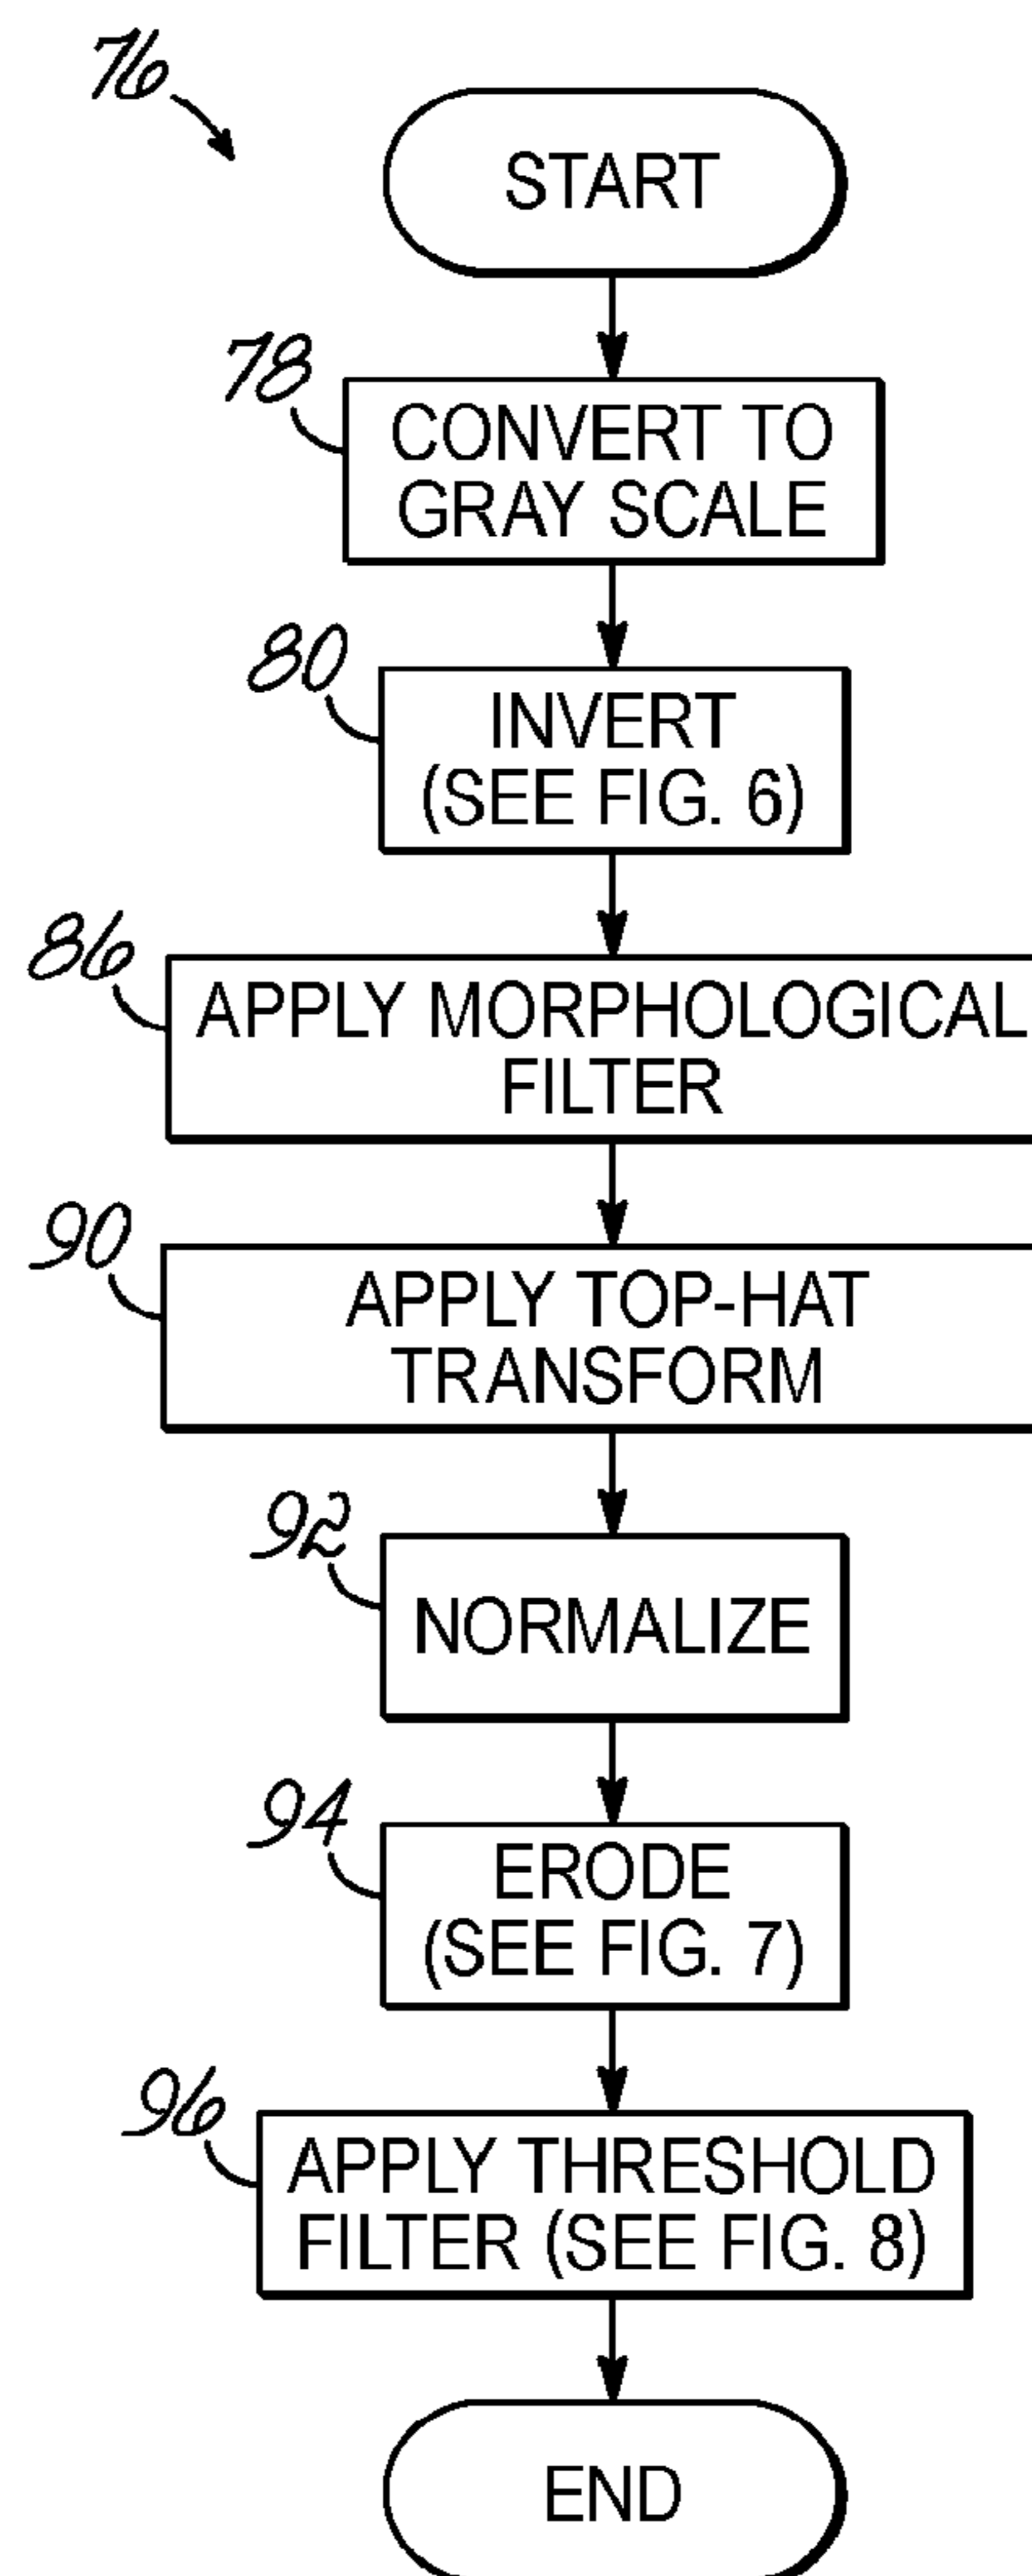 76
START
78
CONVERT TO
GRAY SCALE
80
INVERT
(SEE FIG. 6)
86
APPLY MORPHOLOGICAL
FILTER
90
APPLY TOP-HAT
TRANSFORM
92
NORMALIZE
94
ERODE
(SEE FIG. 7)
96
APPLY THRESHOLD
FILTER (SEE FIG. 8)
END